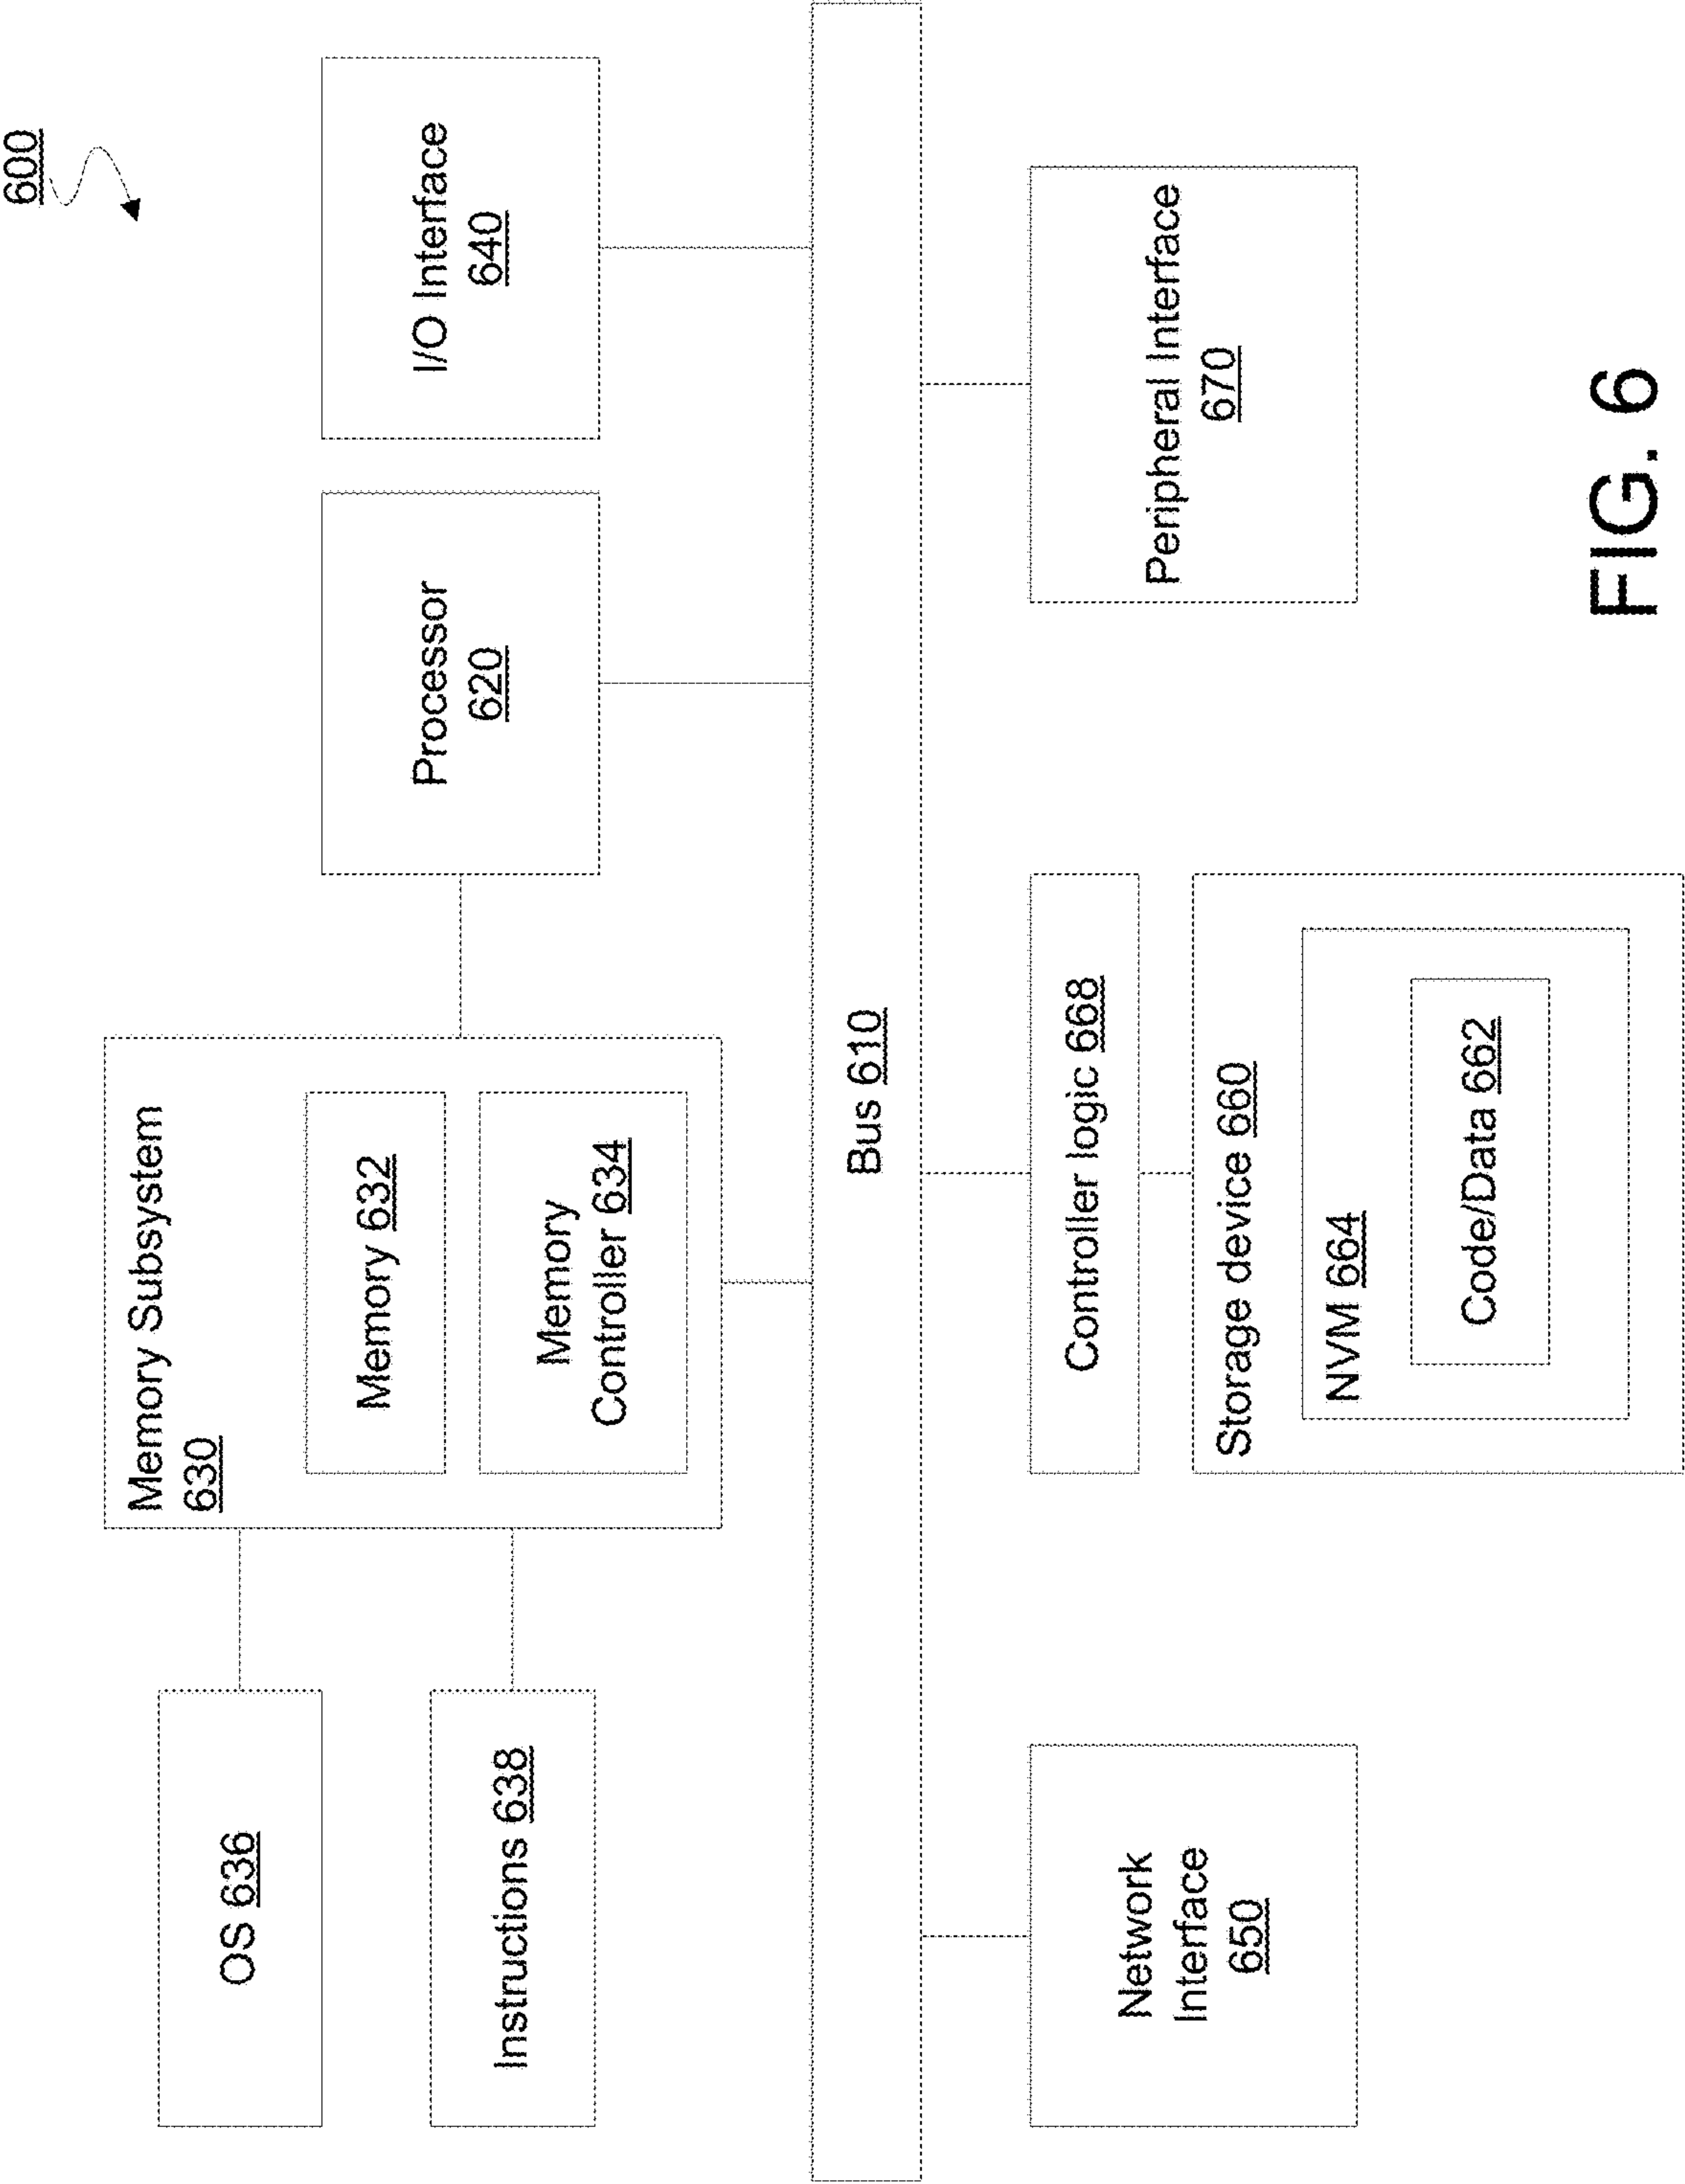 600
OS 636
Instructions 638
Memory Subsystem
630
Memory 632
Memory
Controller 634
Processor
620
I/O Interface
640
Bus 610
Network
Interface
650
Controller logic 668
Storage device 660
NVM 664
Code/Data 662
Peripheral Interface
670
FIG. 6